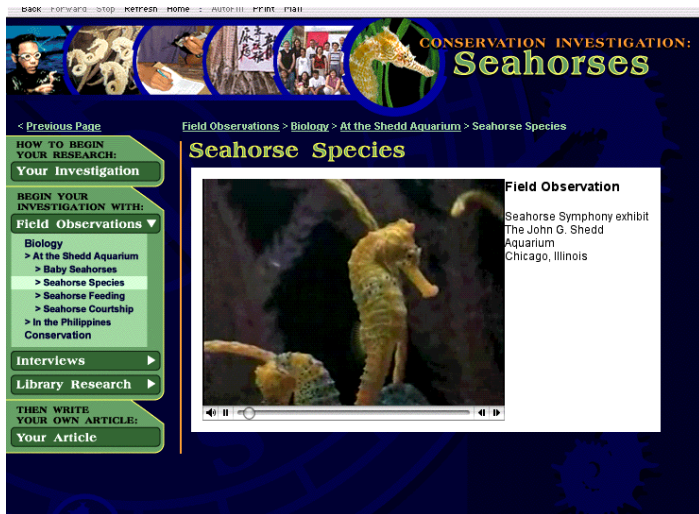 Back Forward Stop Refresh Home : AutoFill Print Mail
CONSERVATION INVESTIGATION:
Seahorses
< Previous Page
Field Observations > Biology > At the Shedd Aquarium > Seahorse Species
HOW TO BEGIN
YOUR RESEARCH:
Your Investigation
BEGIN YOUR
INVESTIGATION WITH:
Field Observations
Biology
> At the Shedd Aquarium
> Baby Seahorses
> Seahorse Species
> Seahorse Feeding
> Seahorse Courtship
> In the Philippines
Conservation
Interviews
Library Research
THEN WRITE
YOUR OWN ARTICLE:
Your Article
Seahorse Species
Field Observation
Seahorse Symphony exhibit
The John G. Shedd
Aquarium
Chicago, Illinois